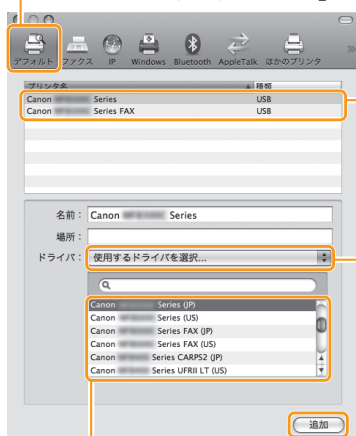 デフォルト ファクス IP Windows Bluetooth AppleTalk ほかのプリンタ
プリンタ名 種類
Canon Series USB
Canon Series FAX USB
名前： Canon Series
場所：
ドライバ： 使用するドライバを選択...
Canon Series (JP)
Canon Series (US)
Canon Series FAX (JP)
Canon Series FAX (US)
Canon Series CARPS2 (JP)
Canon Series UFRII LT (US)
追加